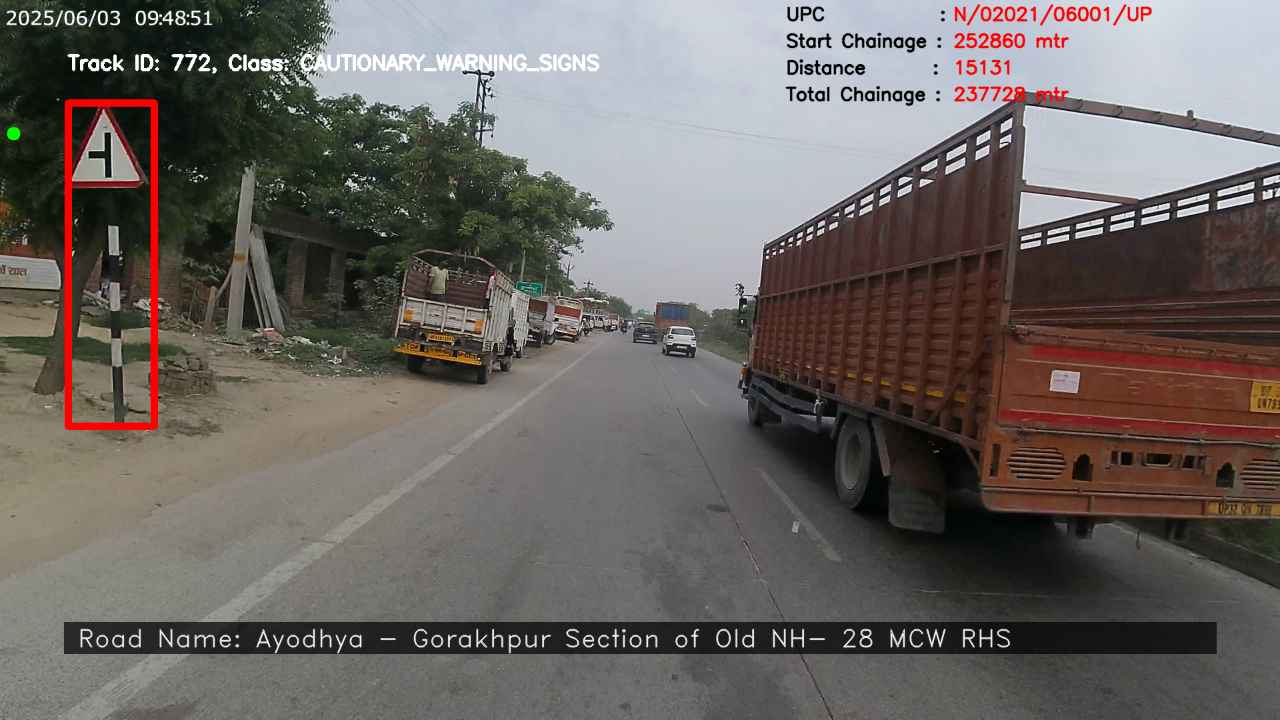 2025/06/03 09:48:51
UPC : N/02021/06001/UP
Start Chainage : 252860 mtr
Distance : 15131
Total Chainage : 237728 mtr
Track ID: 772, Class: CAUTIONARY_WARNING_SIGNS
Road Name: Ayodhya - Gorakhpur Section of Old NH- 28 MCW RHS